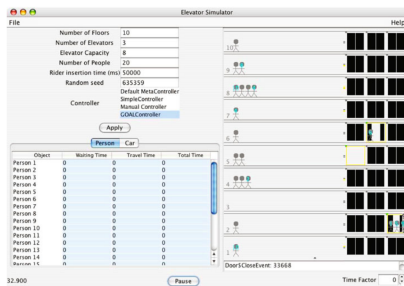 Elevator Simulator
File Help
Number of Floors 10
Number of Elevators 3
Elevator Capacity 8
Number of People 20
Rider insertion time (ms) 50000
Random seed 635359
Controller
Default MetaController
SimpleController
Manual Controller
GOALController
Apply
Person Car
Object Waiting Time Travel Time Total Time
Person 1 0 0 0
Person 2 0 0 0
Person 3 0 0 0
Person 4 0 0 0
Person 5 0 0 0
Person 6 0 0 0
Person 7 0 0 0
Person 8 0 0 0
Person 9 0 0 0
Person 10 0 0 0
Person 11 0 0 0
Person 12 0 0 0
Person 13 0 0 0
Person 14 0 0 0
Person 15 0 0 0
10
9
8
7
6
5
4
3
2
1
DoorsCloseEvent: 33668
32.900 Pause Time Factor 0